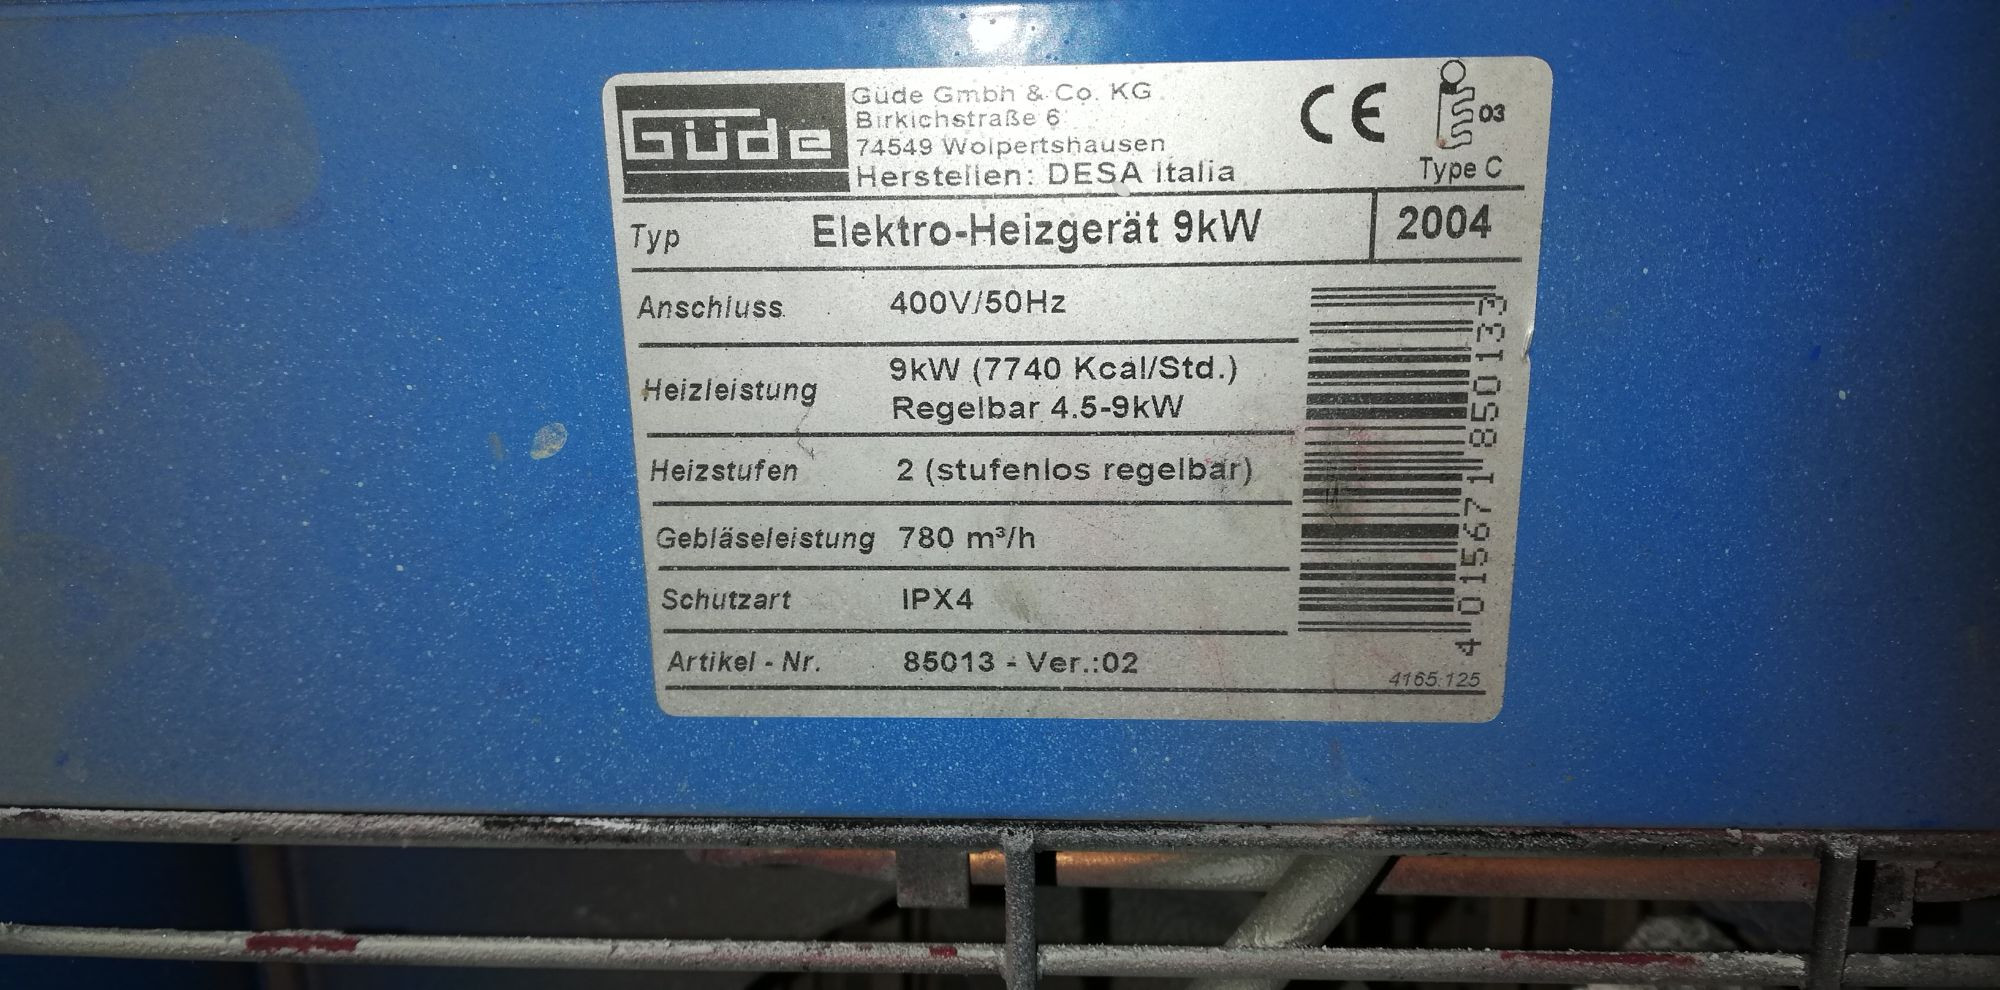 Güde
Güde Gmbh & Co. KG
Birkichstraße 6
74549 Wolpertshausen
Herstellen: DESA Italia
CE
03
Type C
Typ Elektro-Heizgerät 9kW 2004
Anschluss 400V/50Hz
Heizleistung 9kW (7740 Kcal/Std.)
Regelbar 4.5-9kW
Heizstufen 2 (stufenlos regelbar)
Gebläseleistung 780 m³/h
Schutzart IPX4
Artikel - Nr. 85013 - Ver.:02
4 015671 850133
4165.125